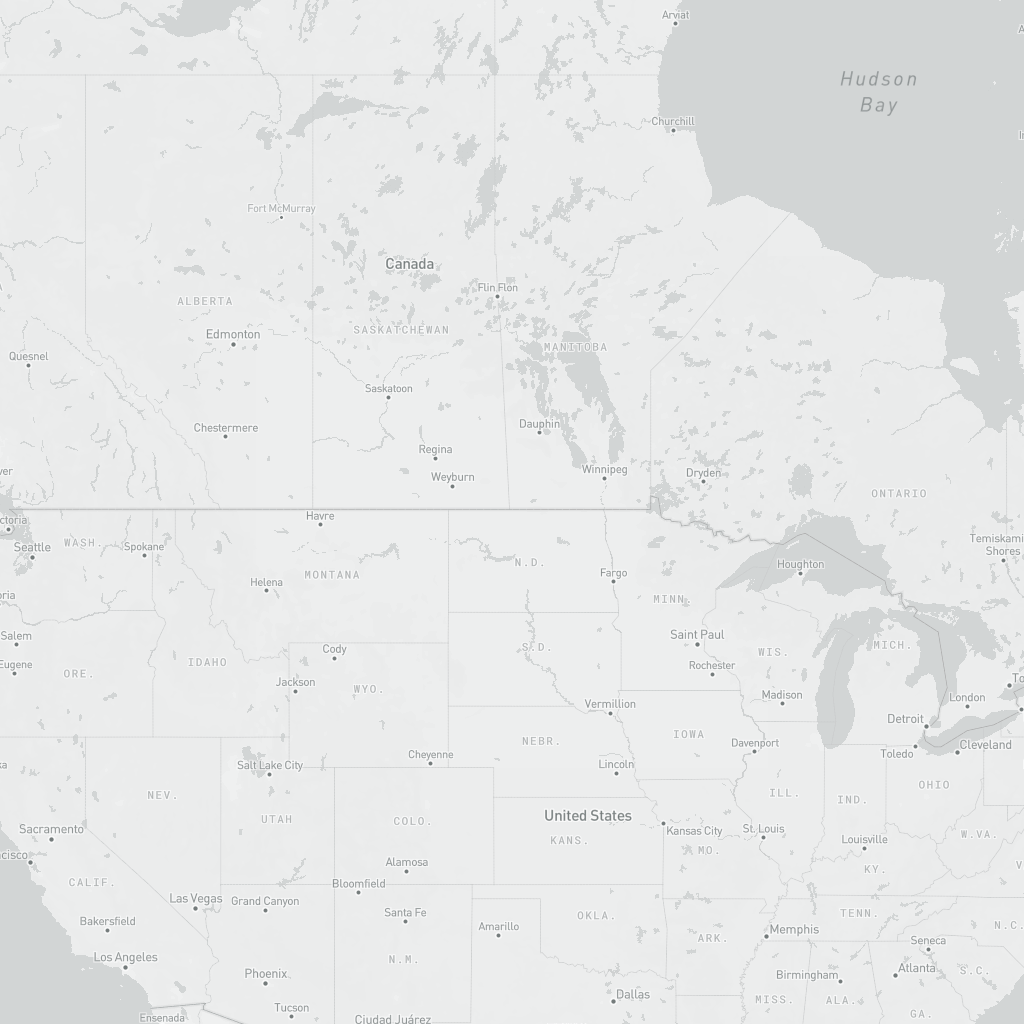 Arviat
Hudson
Bay
Churchill
Fort McMurray
Canada
Flin Flon
ALBERTA
SASKATCHEWAN
Edmonton
MANITOBA
Quesnel
Saskatoon
Chestermere
Dauphin
Regina
Winnipeg
Dryden
Weyburn
ONTARIO
Havre
Seattle
WASH.
Spokane
Temiskami
Shores
Houghton
N.D.
MONTANA
Helena
Fargo
MINN.
Salem
Saint Paul
MICH.
Cody
S.D.
WIS.
Eugene
IDAHO
Rochester
ORE.
Jackson
WYO.
Madison
London
Vermillion
Detroit
IOWA
NEBR.
Davenport
Cleveland
Toledo
Cheyenne
Salt Lake City
Lincoln
OHIO
NEV.
ILL.
IND.
United States
UTAH
COLO.
Sacramento
Kansas City
St. Louis
W.VA.
KANS.
Louisville
MO.
cisco
Alamosa
KY.
CALIF.
Bloomfield
Las Vegas
Grand Canyon
Santa Fe
OKLA.
TENN.
Bakersfield
Amarillo
Memphis
N.C.
ARK.
Seneca
Los Angeles
N.M.
Phoenix
Birmingham
Atlanta
S.C.
Dallas
MISS.
ALA.
Tucson
GA.
Ensenada
Ciudad Juárez